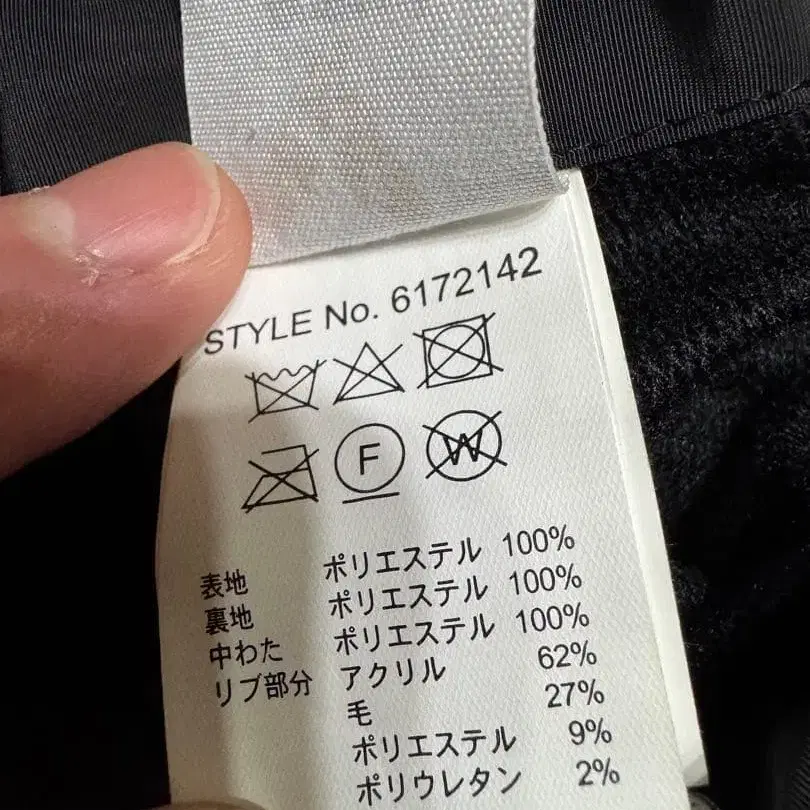 STYLE No. 6172142
F W
表地 ポリエステル 100%
裏地 ポリエステル 100%
中わた ポリエステル 100%
リブ部分 アクリル 62%
毛 27%
ポリエステル 9%
ポリウレタン 2%